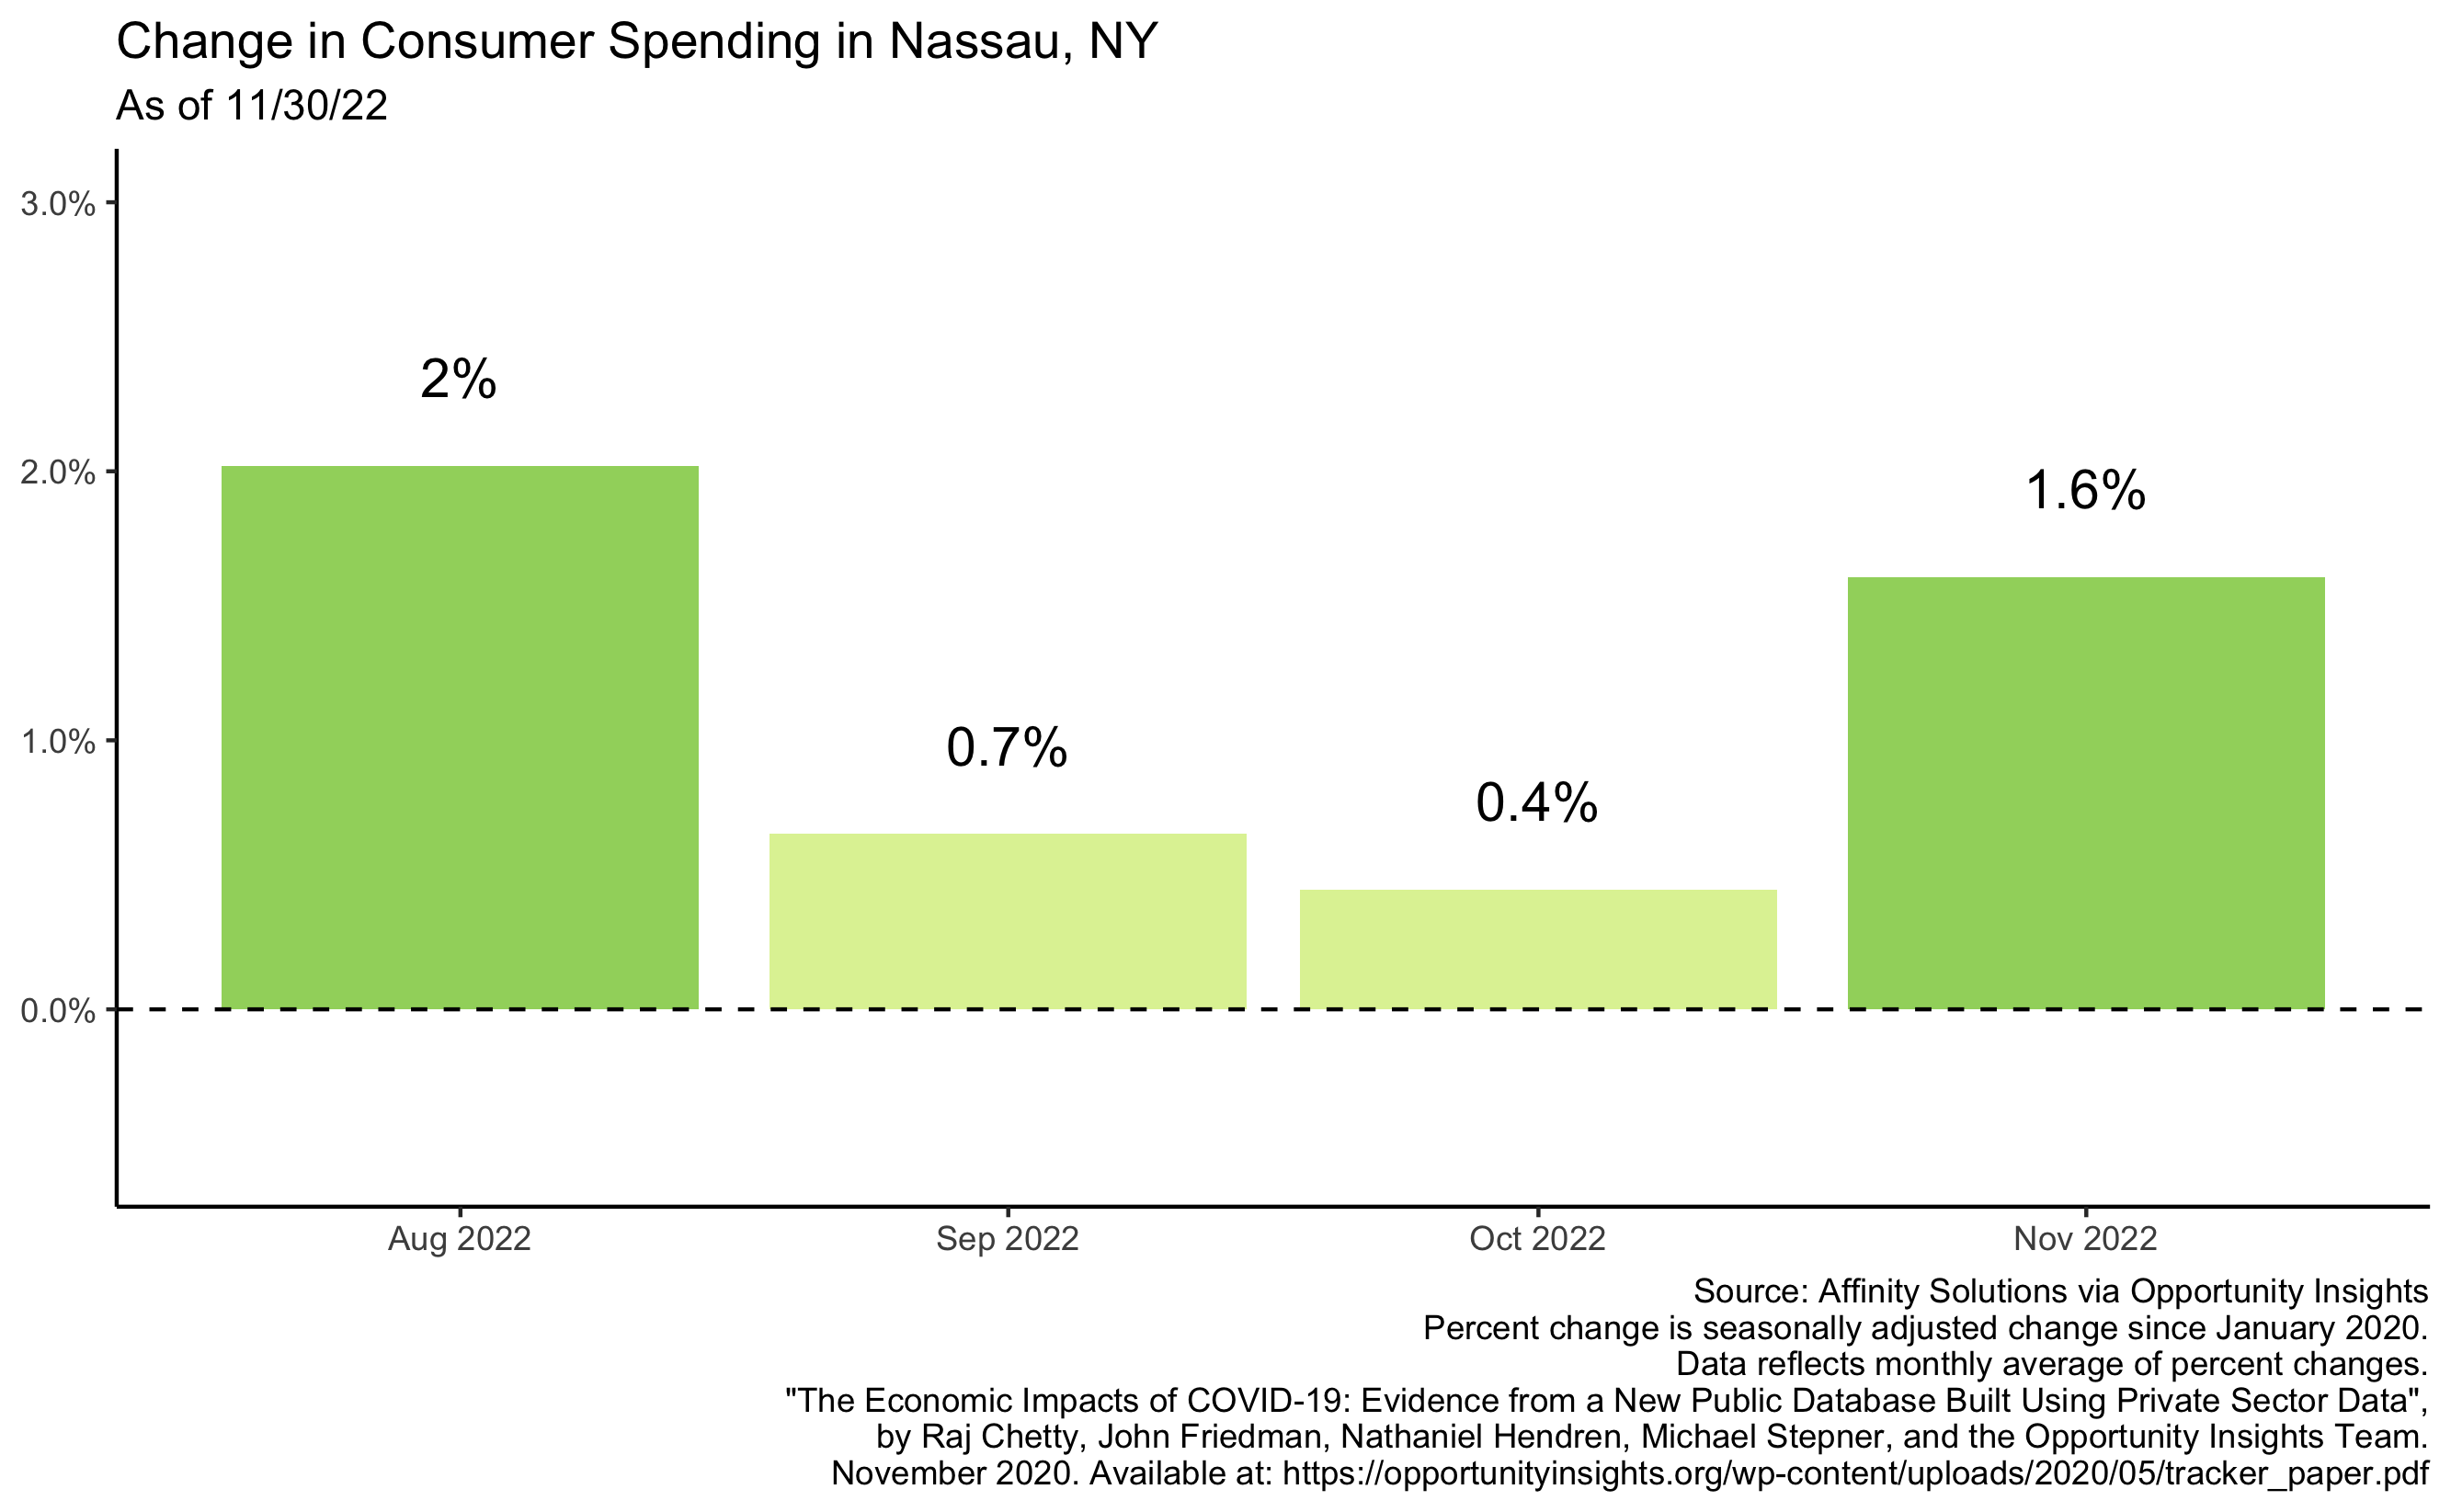 Change in Consumer Spending in Nassau, NY
As of 11/30/22
3.0%
2.0%
1.0%
0.0%
2%
0.7%
0.4%
1.6%
Aug 2022
Sep 2022
Oct 2022
Nov 2022
Source: Affinity Solutions via Opportunity Insights
Percent change is seasonally adjusted change since January 2020.
Data reflects monthly average of percent changes.
"The Economic Impacts of COVID-19: Evidence from a New Public Database Built Using Private Sector Data",
by Raj Chetty, John Friedman, Nathaniel Hendren, Michael Stepner, and the Opportunity Insights Team.
November 2020. Available at: https://opportunityinsights.org/wp-content/uploads/2020/05/tracker_paper.pdf